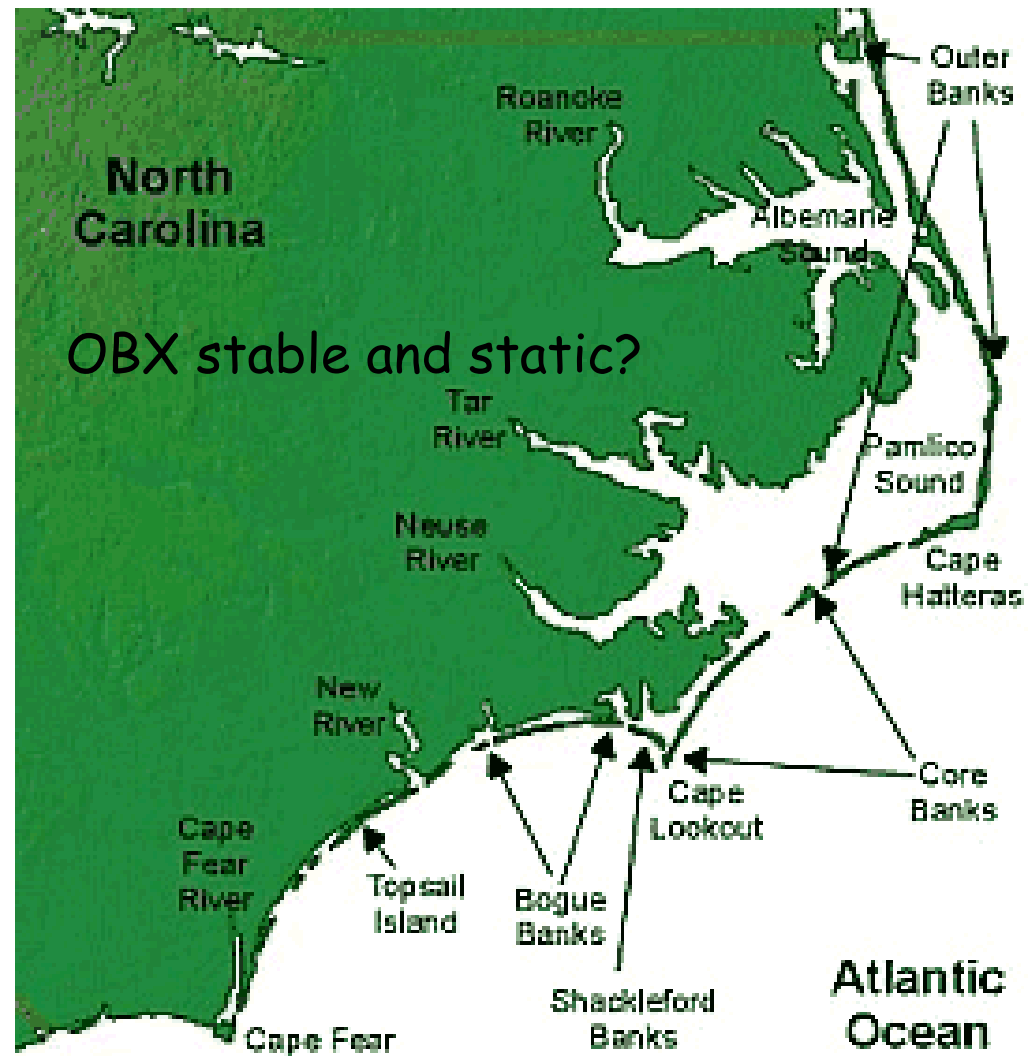 Outer
Banks
Roanoke
River
North
Carolina
Albemarle
Sound
OBX stable and static?
Tar
River
Pamlico
Sound
Neuse
River
Cape
Hatteras
New
River
Cape
Lookout
Core
Banks
Cape
Fear
River
Topsail
Island
Bogue
Banks
Shackleford
Banks
Atlantic
Ocean
Cape Fear